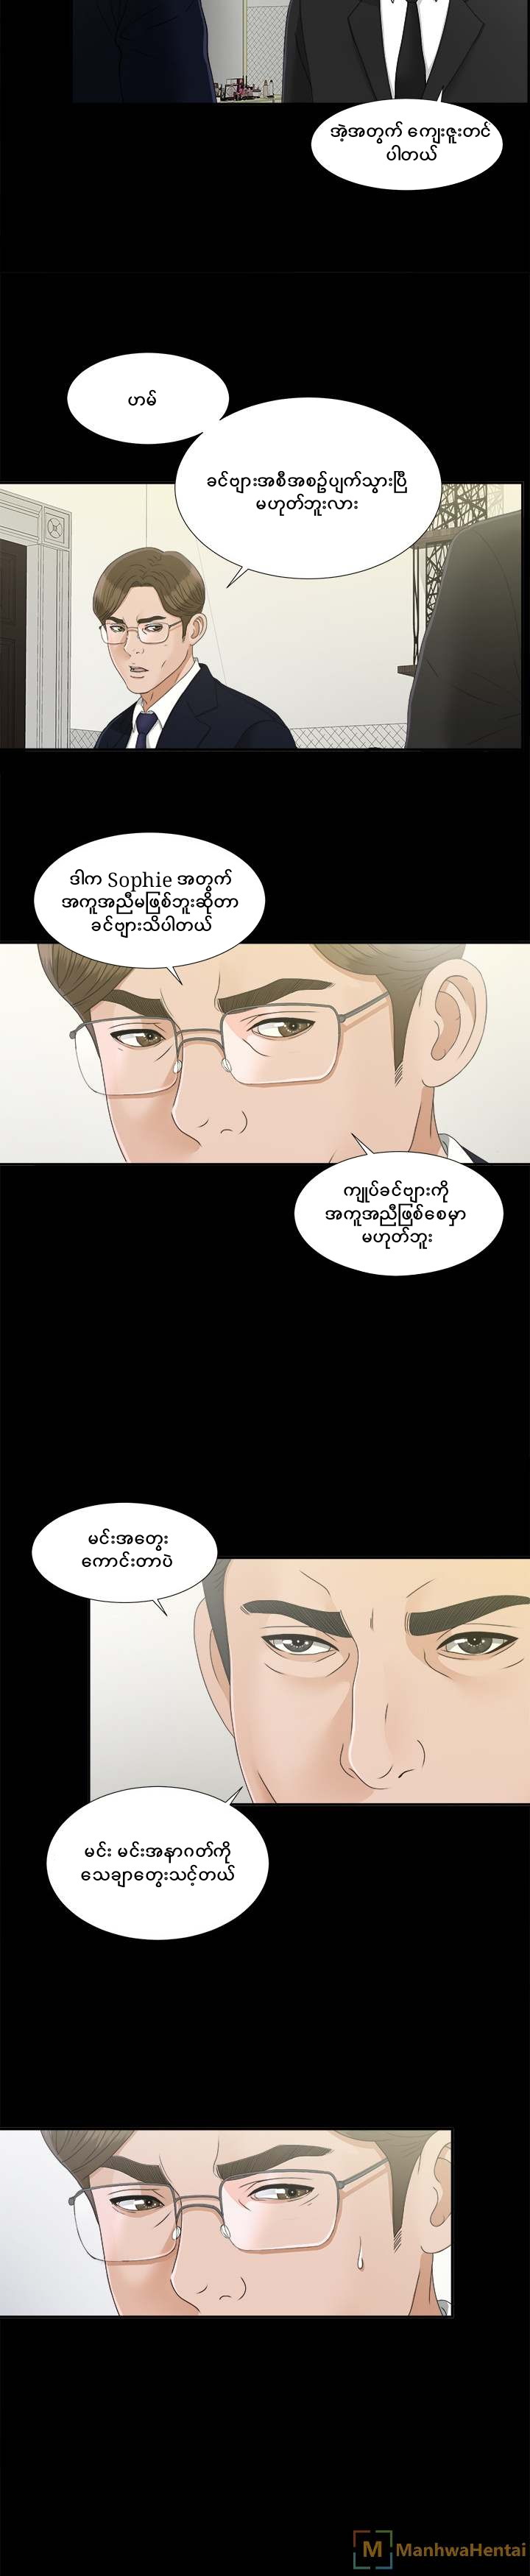 အဲ့အတွက် ကျေးဇူးတင်
ပါတယ်
ဟမ်
ခင်ဗျားအစီအစဥ်ပျက်သွားပြီ
မဟုတ်ဘူးလား
ဒါက Sophie အတွက်
အကူအညီမဖြစ်ဘူးဆိုတာ
ခင်ဗျားသိပါတယ်
ကျုပ်ခင်ဗျားကို
အကူအညီဖြစ်စေမှာ
မဟုတ်ဘူး
မင်းအတွေး
ကောင်းတာပဲ
မင်း မင်းအနာဂတ်ကို
သေချာတွေးသင့်တယ်
M ManhwaHentai